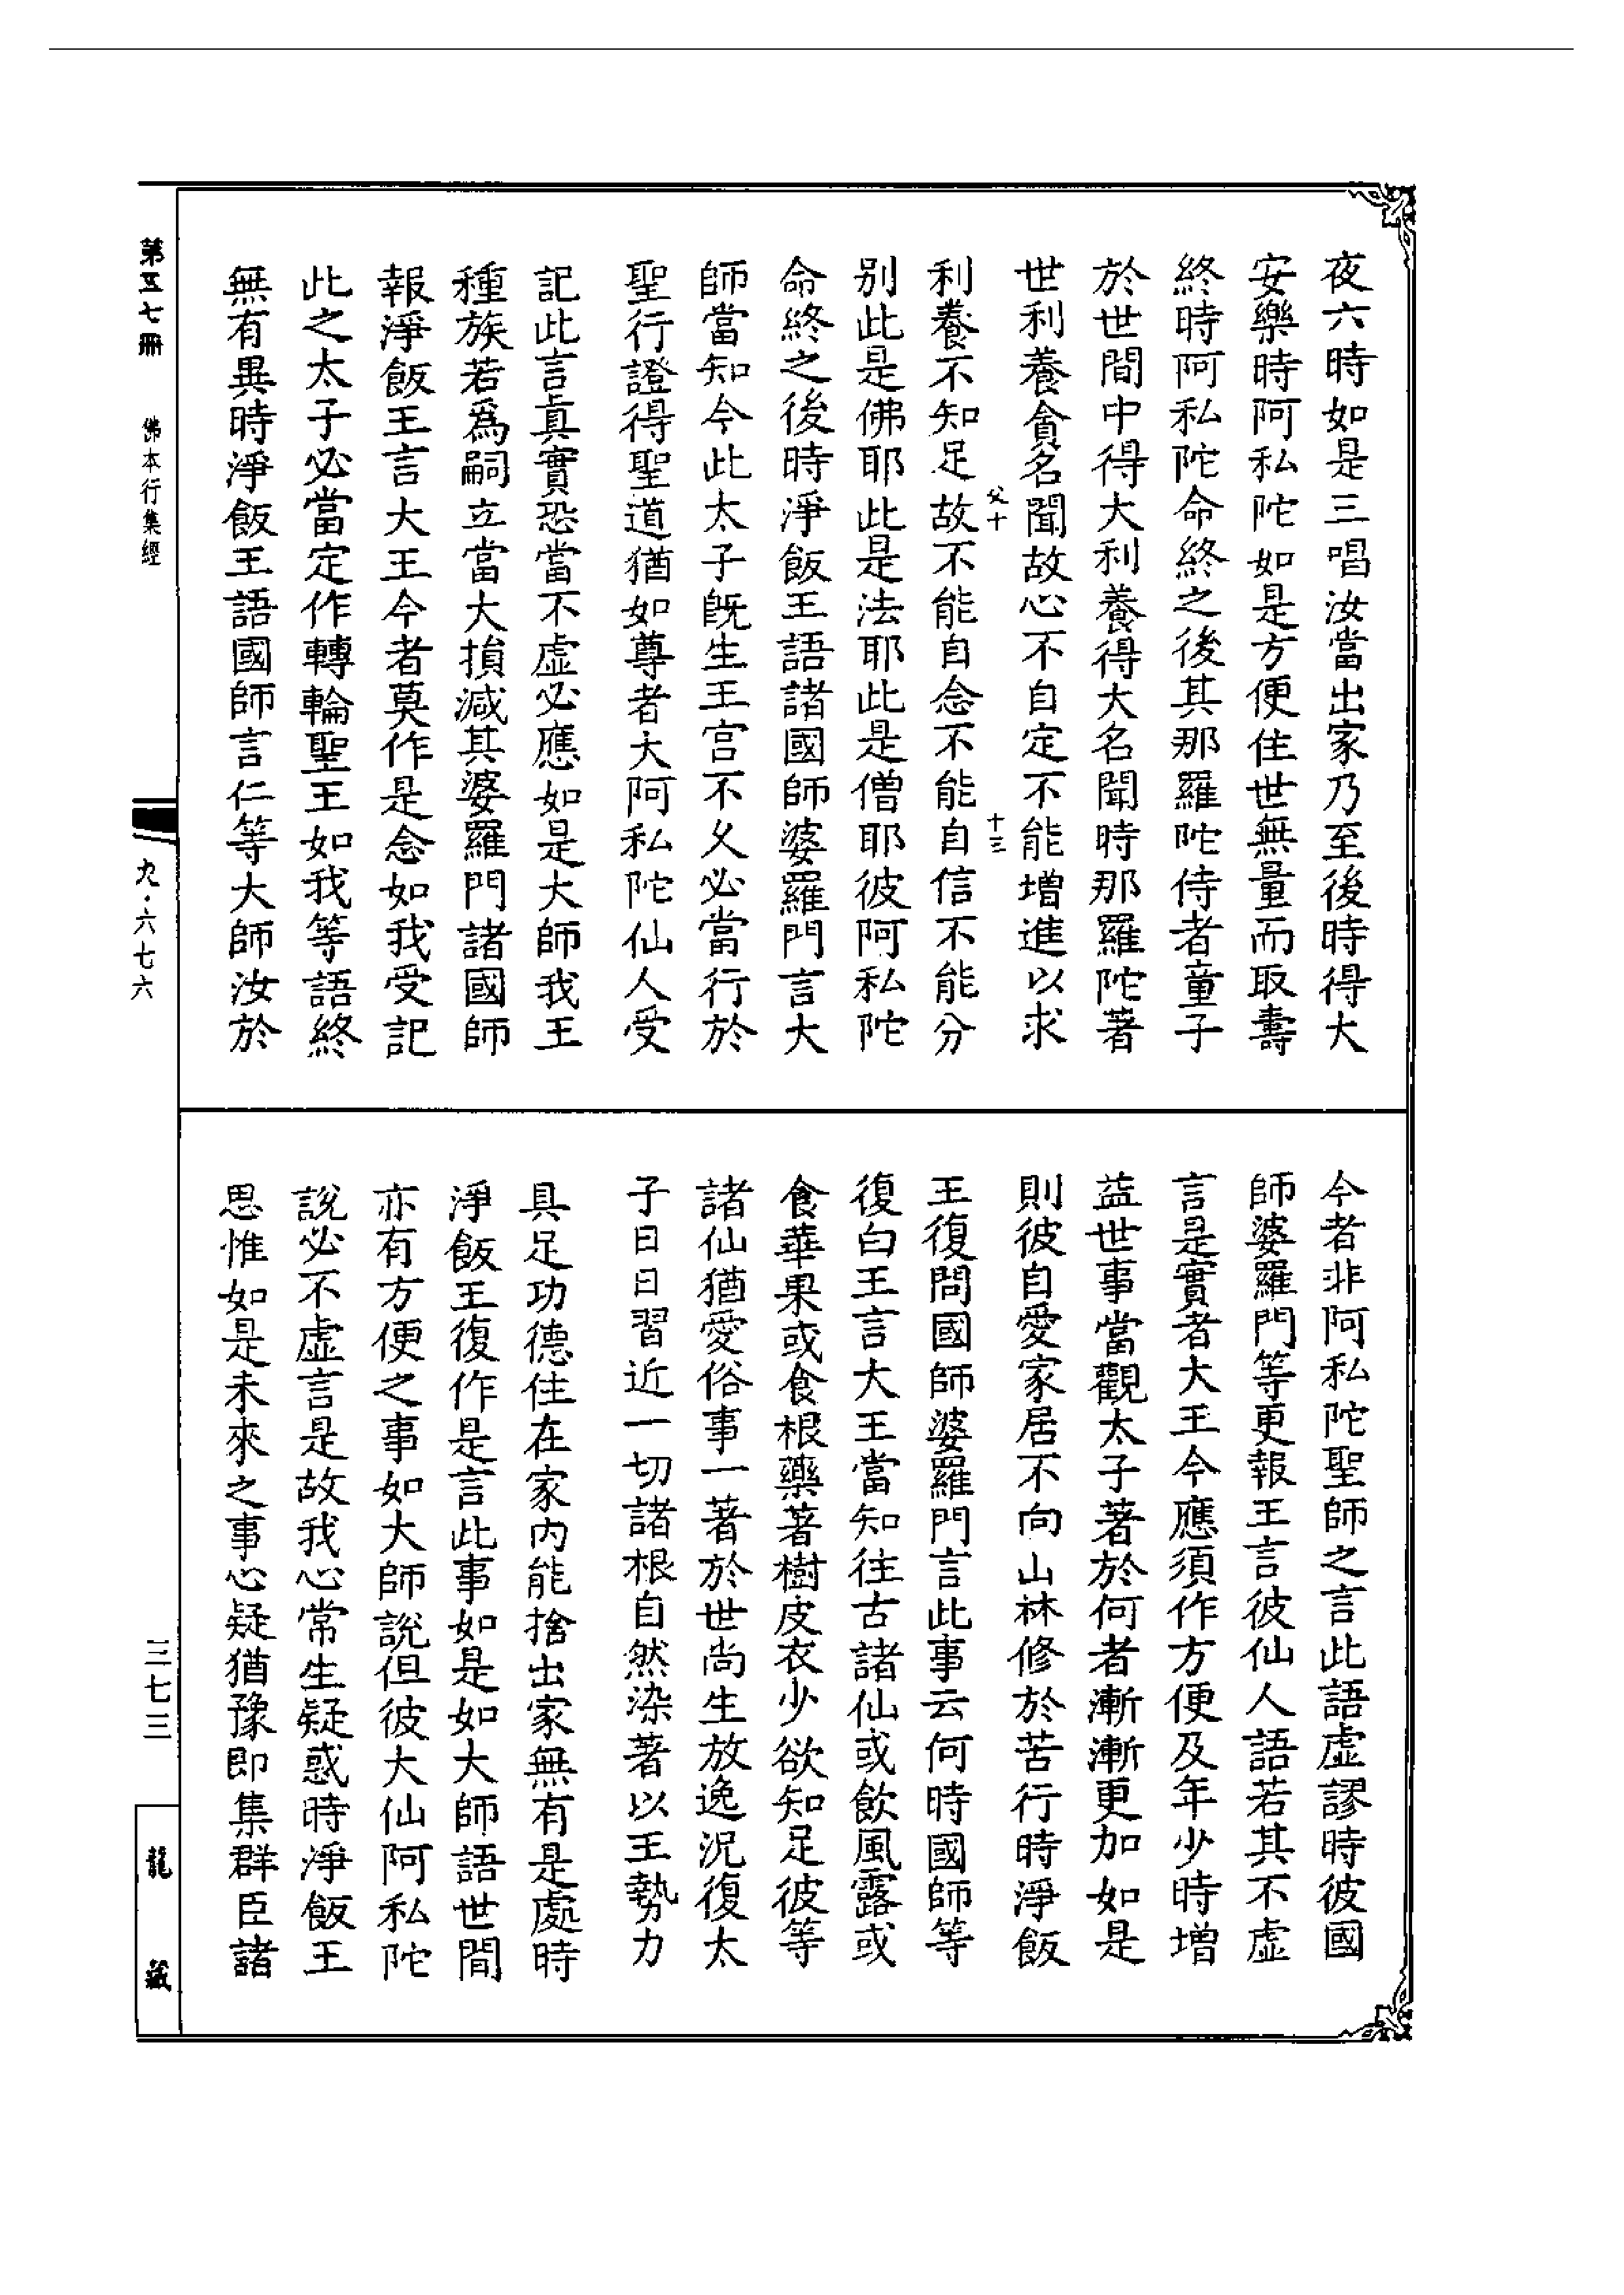 夜六時如是三唱汝當出家乃至後時得大
安樂時阿私陀如是方便住世無量而取壽
終時阿私陀命終之後其那羅陀侍者童子
於世間中得大利養得大名聞時那羅陀著
世利養貪名聞故心不自定不能增進以求
父十
十三
利養不知足故不能自念不能自信不能分
別此是佛耶此是法耶此是僧耶彼阿私陀
命終之後時淨飯王語諸國師婆羅門言大
師當知今此太子旣生王宮不久必當行於
聖行證得聖道猶如尊者大阿私陀仙人受
記此言眞實恐當不虛必應如是大師我王
種族若爲嗣立當大損減其婆羅門諸國師
報淨飯王言大王今者莫作是念如我受記
此之太子必當定作轉輪聖王如我等語終
無有異時淨飯王語國師言仁等大師汝於
今者非阿私陀聖師之言此語虛謬時彼國
師婆羅門等更報王言彼仙人語若其不虛
言是實者大王今應須作方便及年少時增
益世事當觀太子著於何者漸漸更加如是
則彼自愛家居不向山林修於苦行時淨飯
王復問國師婆羅門言此事云何時國師等
復白王言大王當知往古諸仙或飲風露或
食華果或食根藥著樹皮衣少欲知足彼等
諸仙猶愛俗事一著於世尚生放逸況復太
子日日習近一切諸根自然染著以王勢力
具足功德住在家內能捨出家無有是處時
淨飯王復作是言此事如是如大師語世間
亦有方便之事如大師說但彼大仙阿私陀
說必不虛言是故我心常生疑惑時淨飯王
思惟如是未來之事心疑猶豫即集群臣諸
第五七冊
佛本行集經
九·六七六
三七三
龍藏